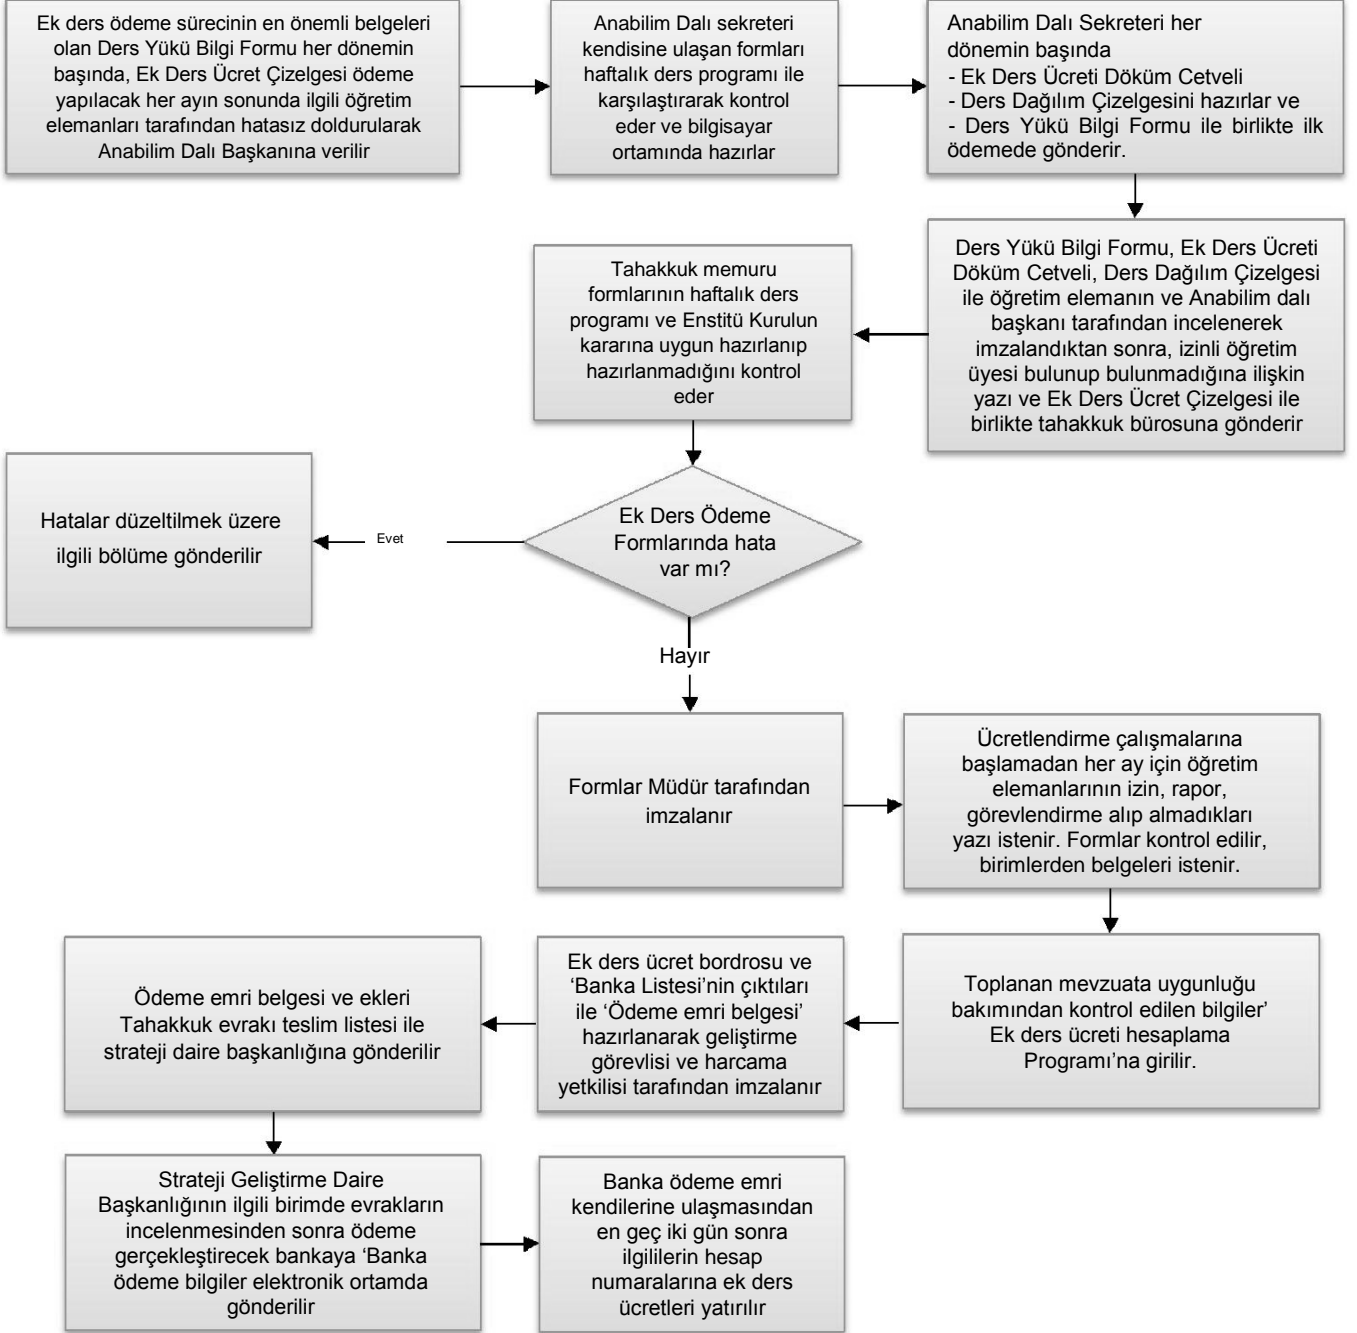 Ek ders ödeme sürecinin en önemli belgeleri
olan Ders Yükü Bilgi Formu her dönemin
başında, Ek Ders Ücret Çizelgesi ödeme
yapılacak her ayın sonunda ilgili öğretim
elemanları tarafından hatasız doldurularak
Anabilim Dalı Başkanına verilir
Anabilim Dalı sekreteri
kendisine ulaşan formları
haftalık ders programı ile
karşılaştırarak kontrol
eder ve bilgisayar
ortamında hazırlar
Anabilim Dalı Sekreteri her
dönemin başında
- Ek Ders Ücreti Döküm Cetveli
- Ders Dağılım Çizelgesini hazırlar ve
- Ders Yükü Bilgi Formu ile birlikte ilk
ödemede gönderir.
Ders Yükü Bilgi Formu, Ek Ders Ücreti
Döküm Cetveli, Ders Dağılım Çizelgesi
ile öğretim elemanın ve Anabilim dalı
başkanı tarafından incelenerek
imzalandıktan sonra, izinli öğretim
üyesi bulunup bulunmadığına ilişkin
yazı ve Ek Ders Ücret Çizelgesi ile
birlikte tahakkuk bürosuna gönderir
Tahakkuk memuru
formlarının haftalık ders
programı ve Enstitü Kurulun
kararına uygun hazırlanıp
hazırlanmadığını kontrol
eder
Ek Ders Ödeme
Formlarında hata
var mı?
Evet
Hatalar düzeltilmek üzere
ilgili bölüme gönderilir
Hayır
Formlar Müdür tarafından
imzalanır
Ücretlendirme çalışmalarına
başlamadan her ay için öğretim
elemanlarının izin, rapor,
görevlendirme alıp almadıkları
yazı istenir. Formlar kontrol edilir,
birimlerden belgeleri istenir.
Toplanan mevzuata uygunluğu
bakımından kontrol edilen bilgiler’
Ek ders ücreti hesaplama
Programı’na girilir.
Ek ders ücret bordrosu ve
‘Banka Listesi’nin çıktıları
ile ‘Ödeme emri belgesi’
hazırlanarak geliştirme
görevlisi ve harcama
yetkilisi tarafından imzalanır
Ödeme emri belgesi ve ekleri
Tahakkuk evrakı teslim listesi ile
strateji daire başkanlığına gönderilir
Strateji Geliştirme Daire
Başkanlığının ilgili birimde evrakların
incelenmesinden sonra ödeme
gerçekleştirecek bankaya ‘Banka
ödeme bilgiler elektronik ortamda
gönderilir
Banka ödeme emri
kendilerine ulaşmasından
en geç iki gün sonra
ilgililerin hesap
numaralarına ek ders
ücretleri yatırılır